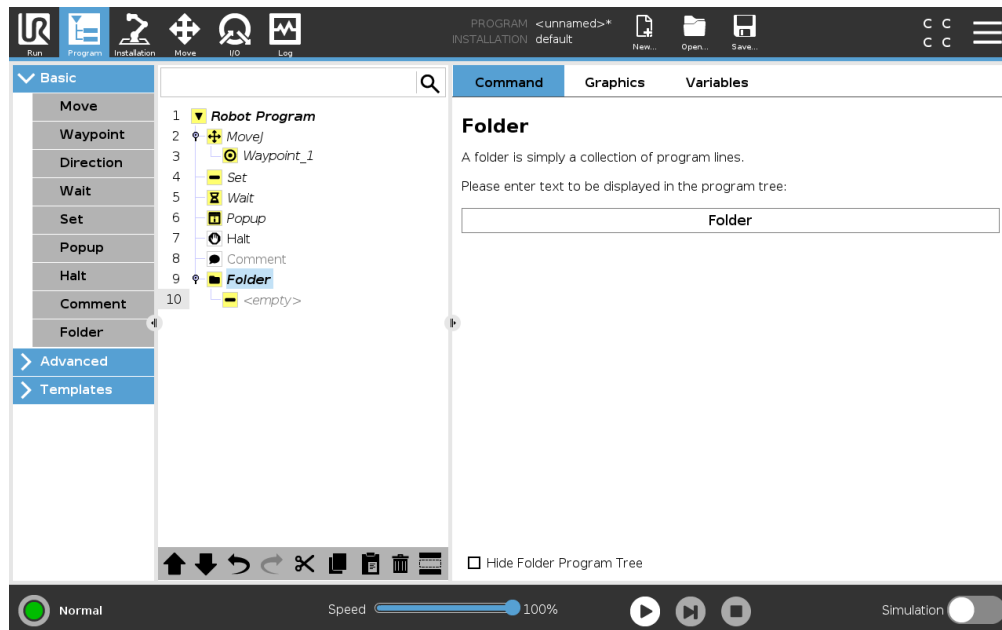 PROGRAM <unnamed>*
INSTALLATION default
C C
C C
Run
Program
Installation
Move
I/O
Log
New...
Open...
Save...
Basic
Move
Waypoint
Direction
Wait
Set
Popup
Halt
Comment
Folder
Advanced
Templates
1 Robot Program
2 MoveJ
3 Waypoint_1
4 Set
5 Wait
6 Popup
7 Halt
8 Comment
9 Folder
10 <empty>
Command Graphics Variables
Folder
A folder is simply a collection of program lines.
Please enter text to be displayed in the program tree:
Folder
Hide Folder Program Tree
Normal
Speed 100%
Simulation